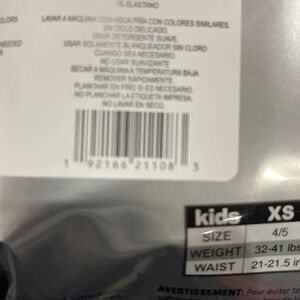 % ELASTANO
LAVAR A MÁQUINA CON AGUA FRÍA CON COLORES SIMILARES,
EN CICLO DELICADO.
USAR DETERGENTE SUAVE.
USAR SOLAMENTE BLANQUEADOR SIN CLORO
CUANDO SEA NECESARIO.
NO USAR SUAVIZANTE
SECAR A MÁQUINA A TEMPERATURA BAJA
REMOVER RÁPIDAMENTE.
PLANCHAR EN FRÍO SI ES NECESARIO.
NO PLANCHAR LA ETIQUETA IMPRESA.
NO LAVAR EN SECO.
1 92166 21108 3
kids XS
SIZE 4/5
WEIGHT 32-41 lbs
WAIST 21-21.5 in
AVERTISSEMENT: Pour éviter to